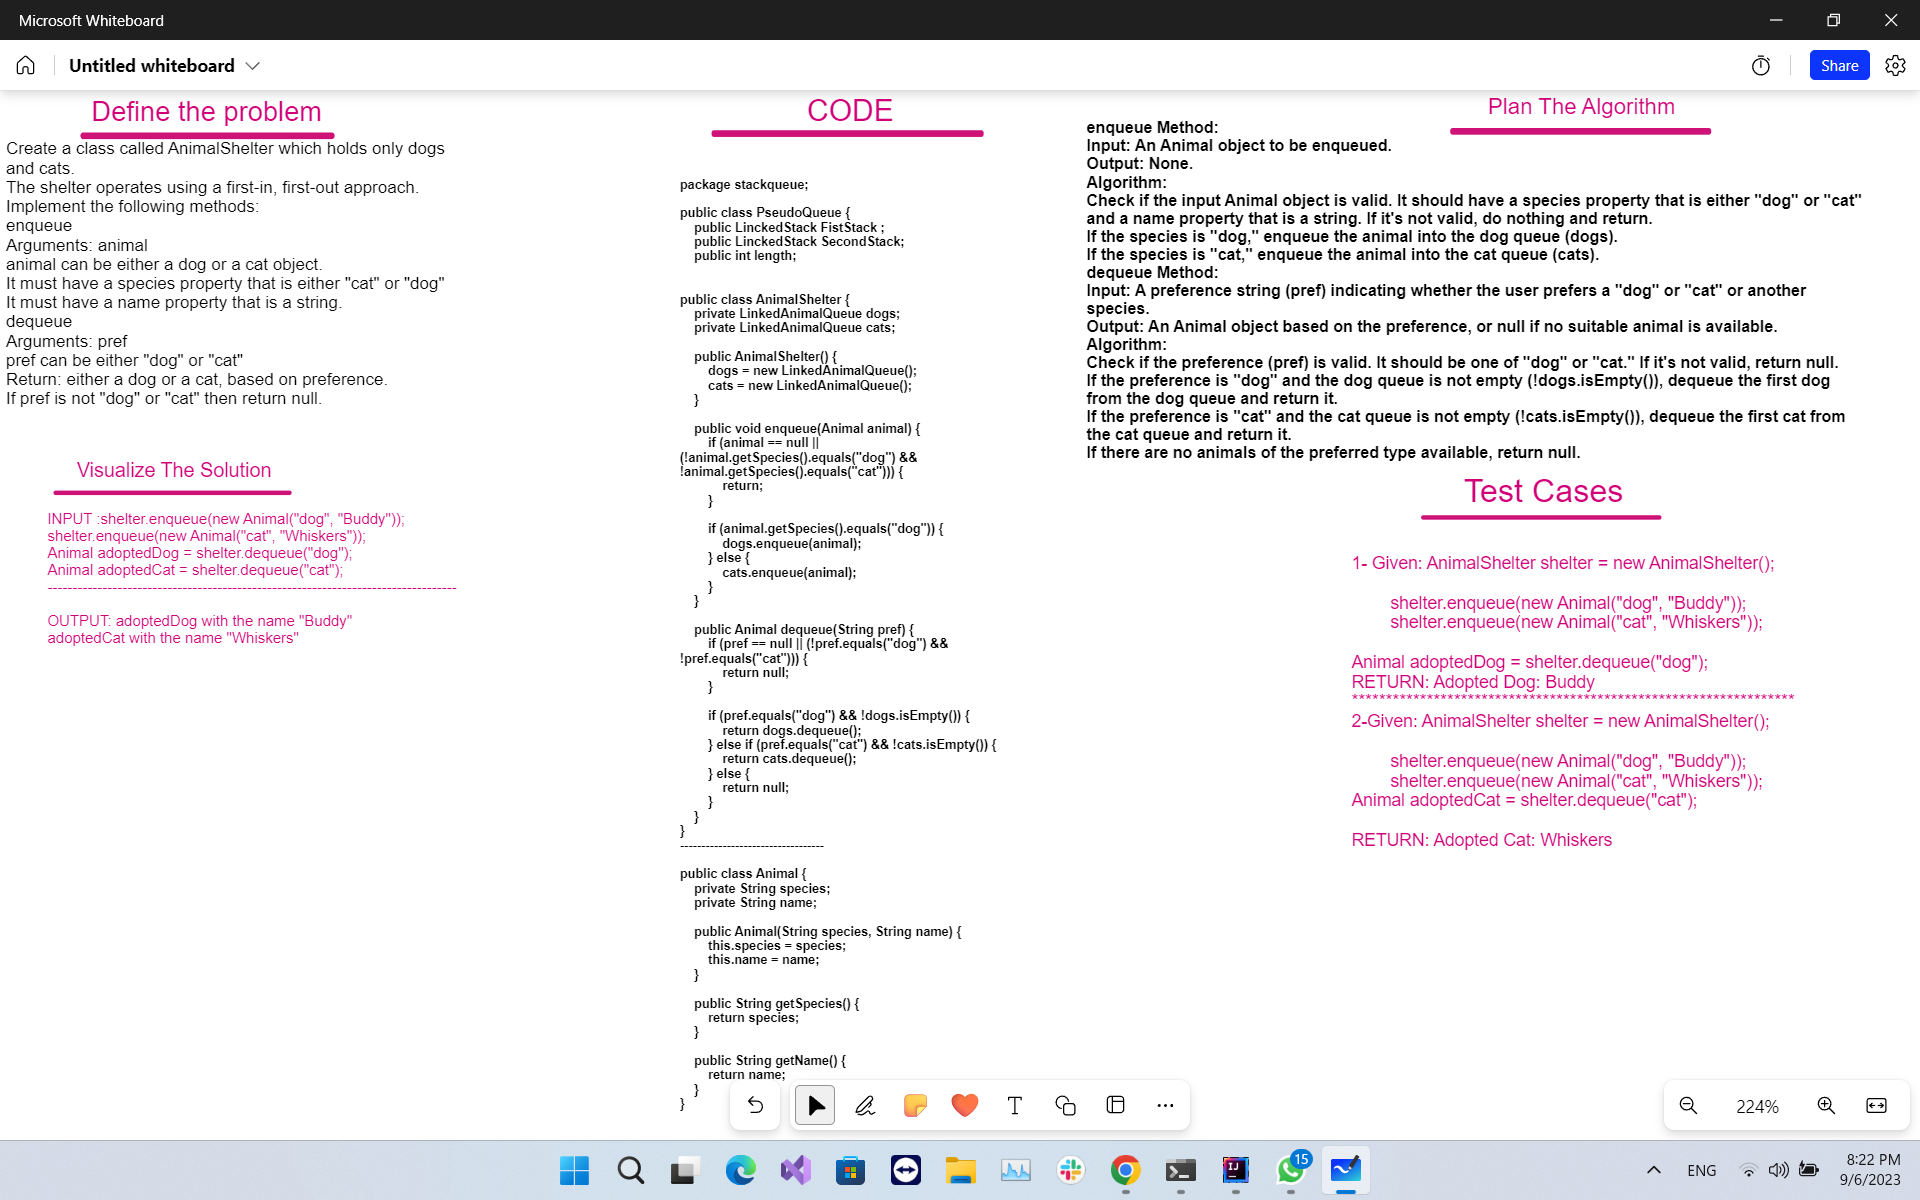 Microsoft Whiteboard
Untitled whiteboard
Share
Define the problem
Create a class called AnimalShelter which holds only dogs
and cats.
The shelter operates using a first-in, first-out approach.
Implement the following methods:
enqueue
Arguments: animal
animal can be either a dog or a cat object.
It must have a species property that is either "cat" or "dog"
It must have a name property that is a string.
dequeue
Arguments: pref
pref can be either "dog" or "cat"
Return: either a dog or a cat, based on preference.
If pref is not "dog" or "cat" then return null.
Visualize The Solution
INPUT :shelter.enqueue(new Animal("dog", "Buddy"));
shelter.enqueue(new Animal("cat", "Whiskers"));
Animal adoptedDog = shelter.dequeue("dog");
Animal adoptedCat = shelter.dequeue("cat");
-------------------------------------------------------------------------------------
OUTPUT: adoptedDog with the name "Buddy"
adoptedCat with the name "Whiskers"
CODE
package stackqueue;
public class PseudoQueue {
public LinckedStack FistStack ;
public LinckedStack SecondStack;
public int length;
public class AnimalShelter {
private LinkedAnimalQueue dogs;
private LinkedAnimalQueue cats;
public AnimalShelter() {
dogs = new LinkedAnimalQueue();
cats = new LinkedAnimalQueue();
}
public void enqueue(Animal animal) {
if (animal == null ||
(!animal.getSpecies().equals("dog") &&
!animal.getSpecies().equals("cat"))) {
return;
}
if (animal.getSpecies().equals("dog")) {
dogs.enqueue(animal);
} else {
cats.enqueue(animal);
}
}
public Animal dequeue(String pref) {
if (pref == null || (!pref.equals("dog") &&
!pref.equals("cat"))) {
return null;
}
if (pref.equals("dog") && !dogs.isEmpty()) {
return dogs.dequeue();
} else if (pref.equals("cat") && !cats.isEmpty()) {
return cats.dequeue();
} else {
return null;
}
}
}
----------------------------------
public class Animal {
private String species;
private String name;
public Animal(String species, String name) {
this.species = species;
this.name = name;
}
public String getSpecies() {
return species;
}
public String getName() {
return name;
}
}
Plan The Algorithm
enqueue Method:
Input: An Animal object to be enqueued.
Output: None.
Algorithm:
Check if the input Animal object is valid. It should have a species property that is either "dog" or "cat"
and a name property that is a string. If it's not valid, do nothing and return.
If the species is "dog," enqueue the animal into the dog queue (dogs).
If the species is "cat," enqueue the animal into the cat queue (cats).
dequeue Method:
Input: A preference string (pref) indicating whether the user prefers a "dog" or "cat" or another
species.
Output: An Animal object based on the preference, or null if no suitable animal is available.
Algorithm:
Check if the preference (pref) is valid. It should be one of "dog" or "cat." If it's not valid, return null.
If the preference is "dog" and the dog queue is not empty (!dogs.isEmpty()), dequeue the first dog
from the dog queue and return it.
If the preference is "cat" and the cat queue is not empty (!cats.isEmpty()), dequeue the first cat from
the cat queue and return it.
If there are no animals of the preferred type available, return null.
Test Cases
1- Given: AnimalShelter shelter = new AnimalShelter();
shelter.enqueue(new Animal("dog", "Buddy"));
shelter.enqueue(new Animal("cat", "Whiskers"));
Animal adoptedDog = shelter.dequeue("dog");
RETURN: Adopted Dog: Buddy
*****************************************************************
2-Given: AnimalShelter shelter = new AnimalShelter();
shelter.enqueue(new Animal("dog", "Buddy"));
shelter.enqueue(new Animal("cat", "Whiskers"));
Animal adoptedCat = shelter.dequeue("cat");
RETURN: Adopted Cat: Whiskers
224%
IJ
15
ENG
8:22 PM
9/6/2023